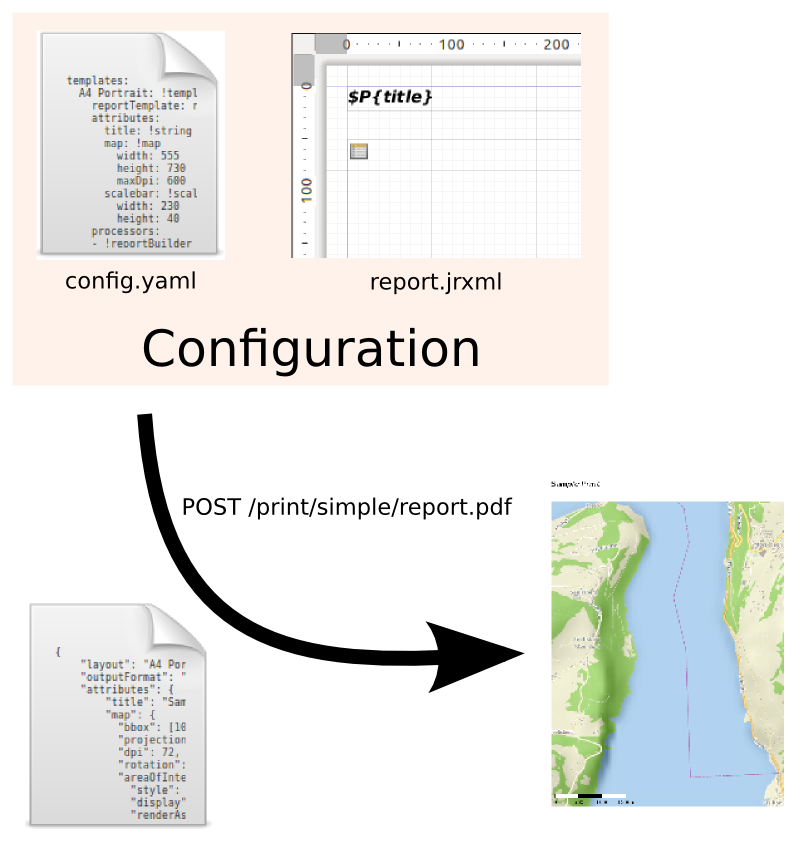 templates:
A4 Portrait: !templ
reportTemplate: r
attributes:
title: !string
map: !map
width: 555
height: 730
maxDpi: 600
scalebar: !scal
width: 230
height: 40
processors:
- !reportBuilder
config.yaml
0 100 200
0
100
$P{title}
report.jrxml
Configuration
POST /print/simple/report.pdf
Sample Print
{
"layout": "A4 Por
"outputFormat": "
"attributes": {
"title": "Sam
"map": {
"bbox": [10
"projection
"dpi": 72,
"rotation":
"areaOfInte
"style":
"display"
"renderAs